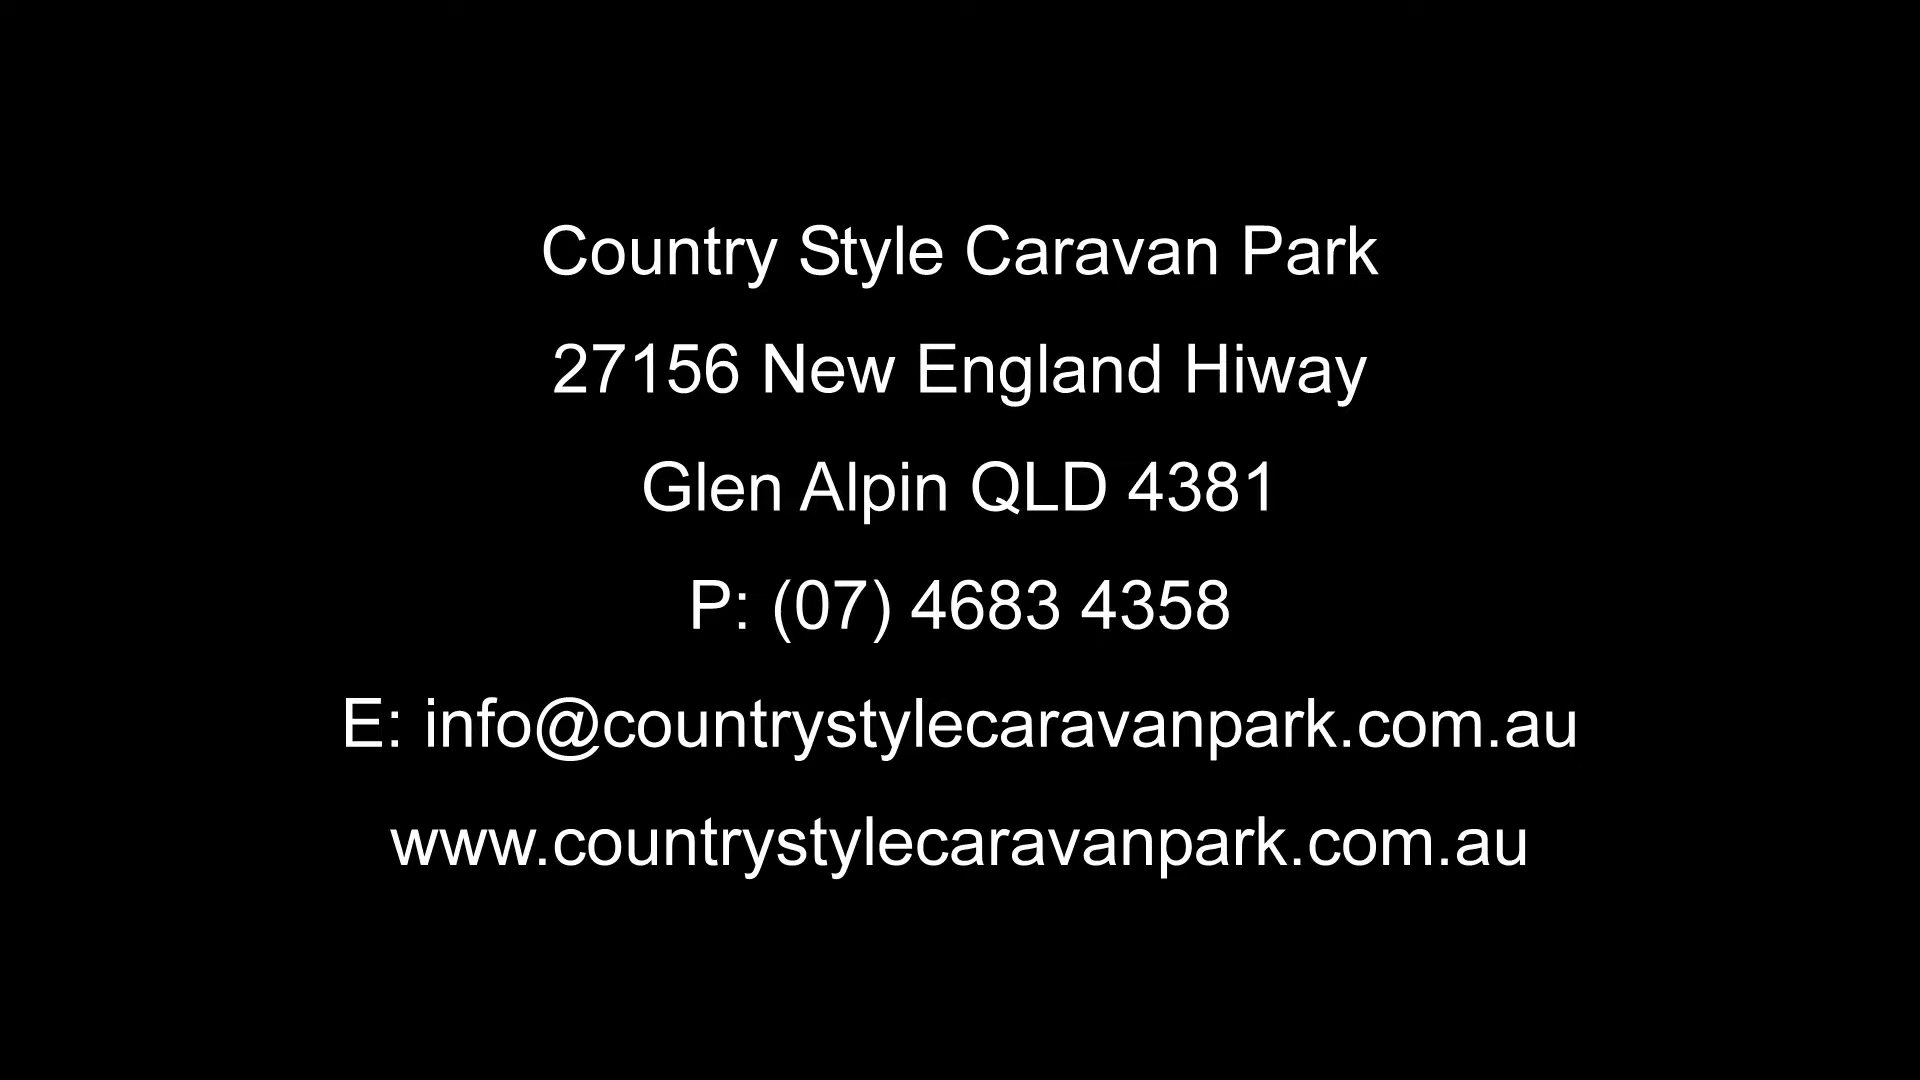 Country Style Caravan Park
27156 New England Hiway
Glen Alpin QLD 4381
P: (07) 4683 4358
E: info@countrystylecaravanpark.com.au
www.countrystylecaravanpark.com.au